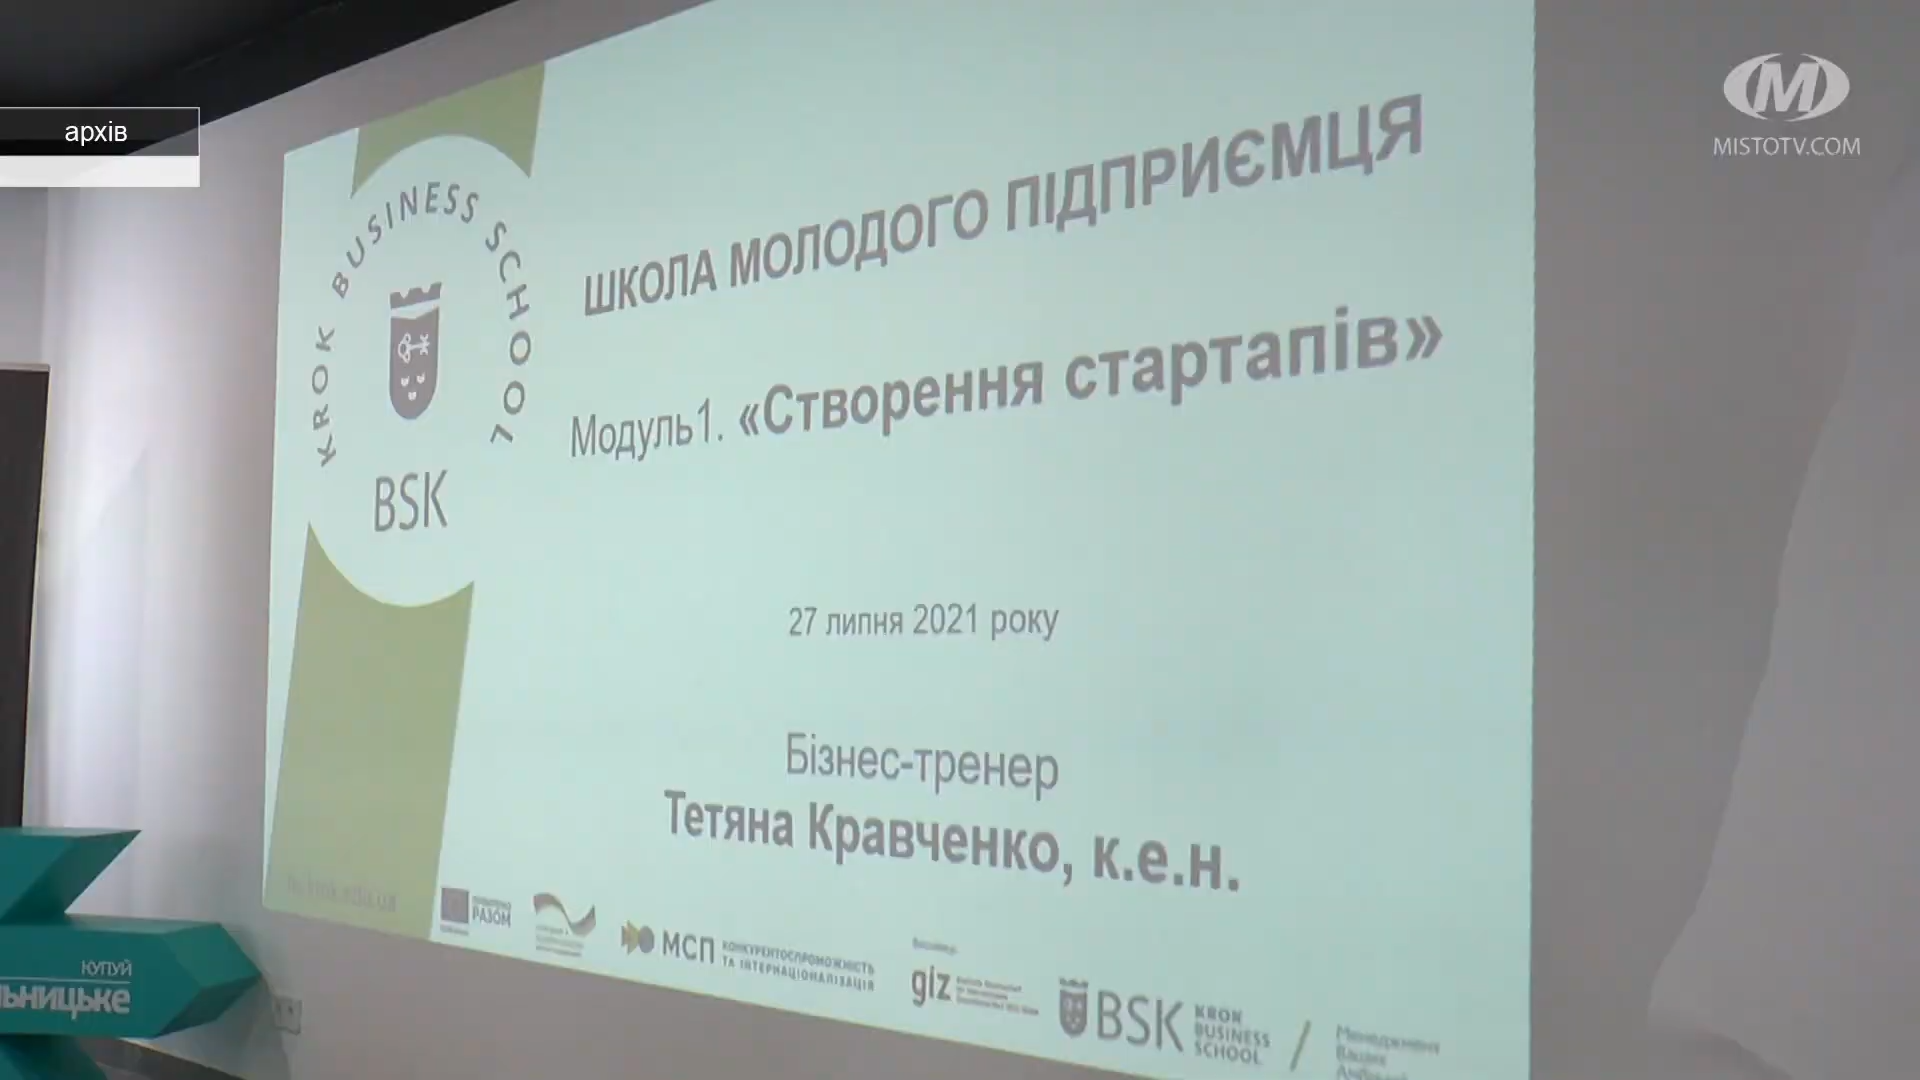 архів
MISTOTV.COM
KROK BUSINESS SCHOOL
BSK
ШКОЛА МОЛОДОГО ПІДПРИЄМЦЯ
Модуль1. «Створення стартапів»
27 липня 2021 року
Бізнес-тренер
Тетяна Кравченко, к.е.н.
РАЗОМ
МСП
КОНКУРЕНТОСПРОМОЖНІСТЬ
ТА ІНТЕРНАЦІОНАЛІЗАЦІЯ
giz
BSK
KROK
BUSINESS
SCHOOL
КУПУЙ
ЛЬНИЦЬКЕ